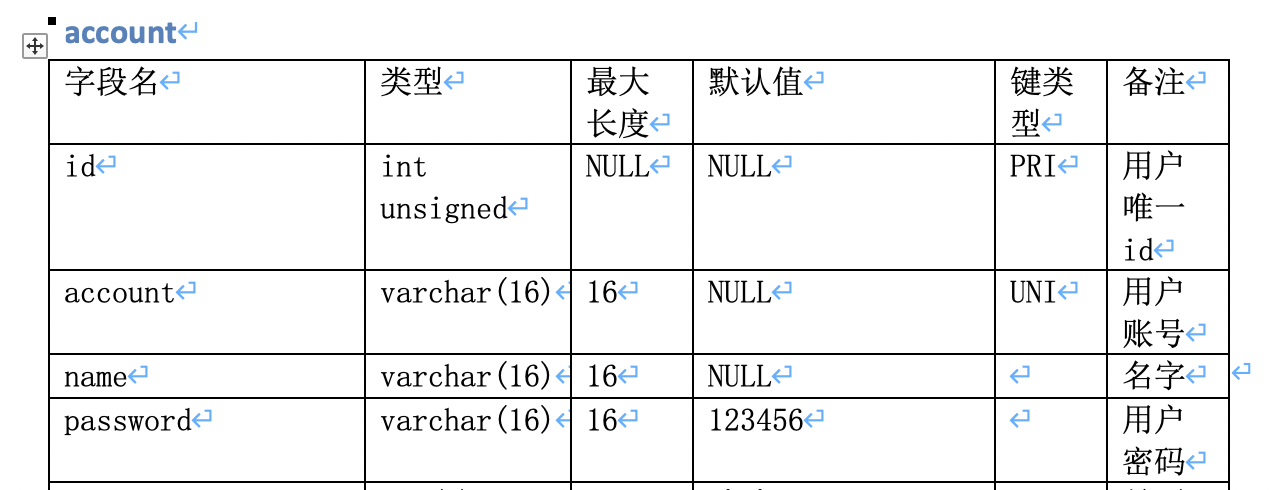 account
字段名 类型 最大长度 默认值 键类型 备注
id int unsigned NULL NULL PRI 用户唯一id
account varchar(16) 16 NULL UNI 用户账号
name varchar(16) 16 NULL 名字
password varchar(16) 16 123456 用户密码